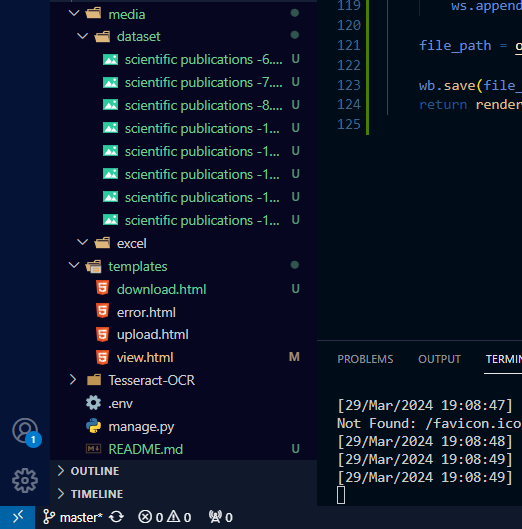 media
dataset
scientific publications -6.... U
scientific publications -7.... U
scientific publications -8.... U
scientific publications -1... U
scientific publications -1... U
scientific publications -1... U
scientific publications -1... U
scientific publications -1... U
excel
templates
download.html U
error.html
upload.html
view.html M
Tesseract-OCR
.env
manage.py
README.md U
OUTLINE
TIMELINE
1
master* 0 0 0
119 ws.append
120
121 file_path = o
122
123 wb.save(file_
124 return render
125
PROBLEMS OUTPUT TERMIN
[29/Mar/2024 19:08:47]
Not Found: /favicon.ico
[29/Mar/2024 19:08:48]
[29/Mar/2024 19:08:49]
[29/Mar/2024 19:08:49]